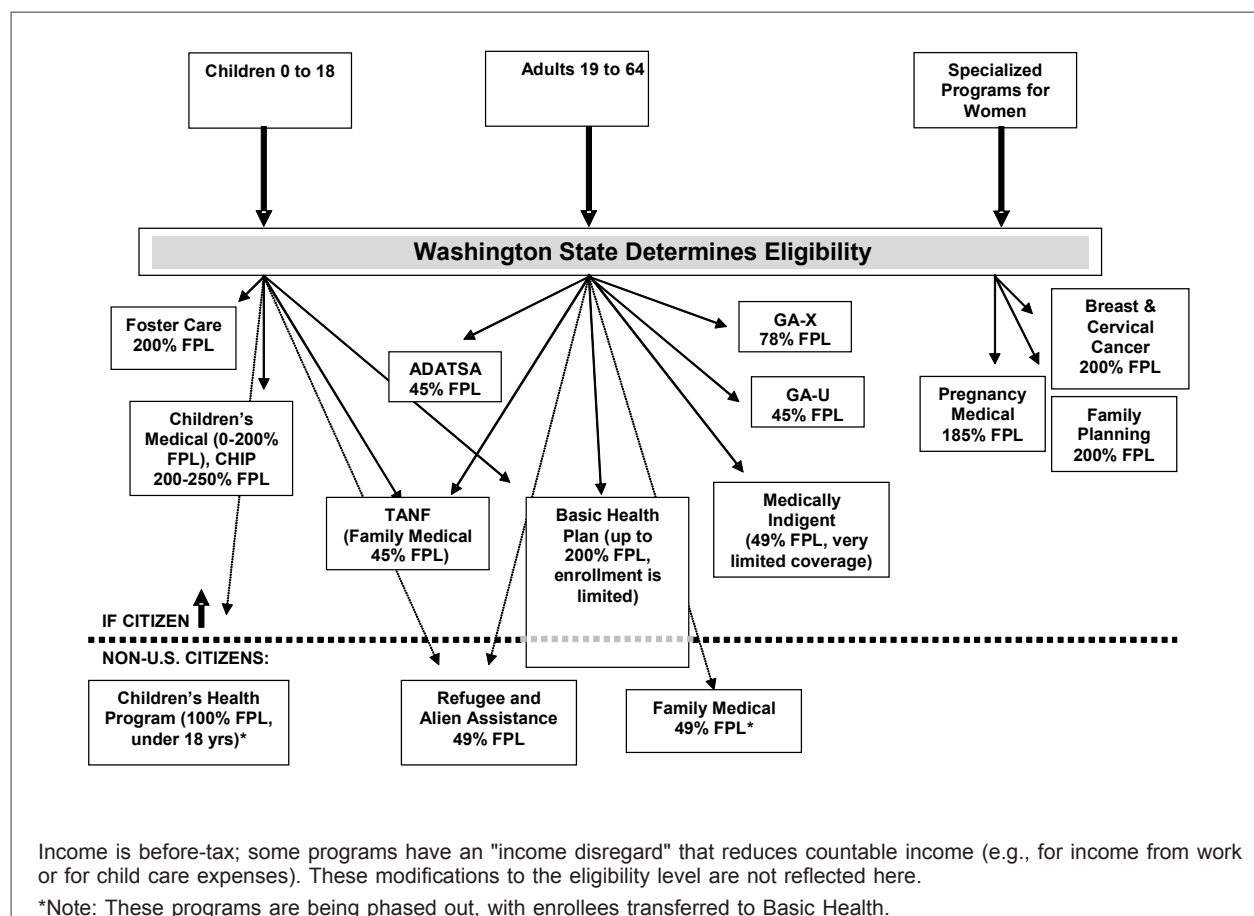 Children 0 to 18
Adults 19 to 64
Specialized
Programs for
Women
Washington State Determines Eligibility
Foster Care
200% FPL
ADATSA
45% FPL
GA-X
78% FPL
GA-U
45% FPL
Breast &
Cervical
Cancer
200% FPL
Pregnancy
Medical
185% FPL
Family
Planning
200% FPL
Children's
Medical (0-200%
FPL), CHIP
200-250% FPL
TANF
(Family Medical
45% FPL)
Basic Health
Plan (up to
200% FPL,
enrollment is
limited)
Medically
Indigent
(49% FPL, very
limited coverage)
IF CITIZEN
NON-U.S. CITIZENS:
Children's Health
Program (100% FPL,
under 18 yrs)*
Refugee and
Alien Assistance
49% FPL
Family Medical
49% FPL*
Income is before-tax; some programs have an "income disregard" that reduces countable income (e.g., for income from work
or for child care expenses). These modifications to the eligibility level are not reflected here.
*Note: These programs are being phased out, with enrollees transferred to Basic Health.